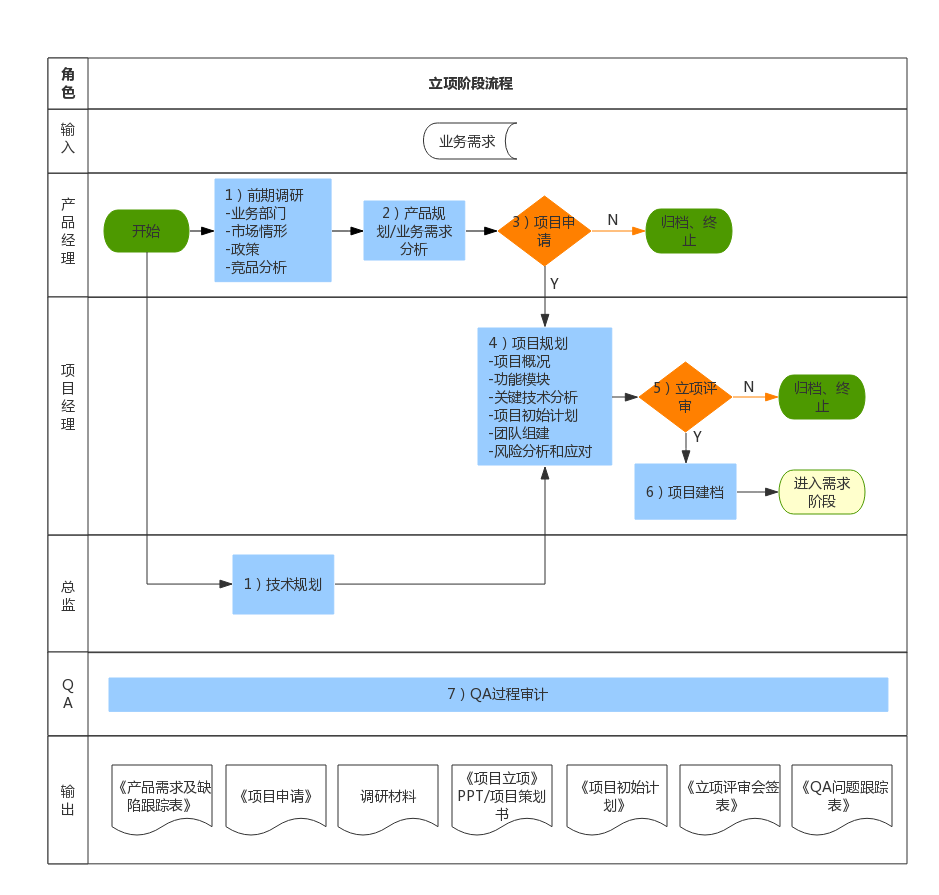 角
色
立项阶段流程
输
入
业务需求
产
品
经
理
开始
1）前期调研
-业务部门
-市场情形
-政策
-竞品分析
2）产品规
划/业务需求
分析
3）项目申
请
N
归档、终
止
Y
项
目
经
理
4）项目规划
-项目概况
-功能模块
-关键技术分析
-项目初始计划
-团队组建
-风险分析和应对
5）立项评
审
N
归档、终
止
Y
6）项目建档
进入需求
阶段
总
监
1）技术规划
Q
A
7）QA过程审计
输
出
《产品需求及缺
陷跟踪表》
《项目申请》
调研材料
《项目立项》
PPT/项目策划
书
《项目初始计
划》
《立项评审会签
表》
《QA问题跟踪
表》